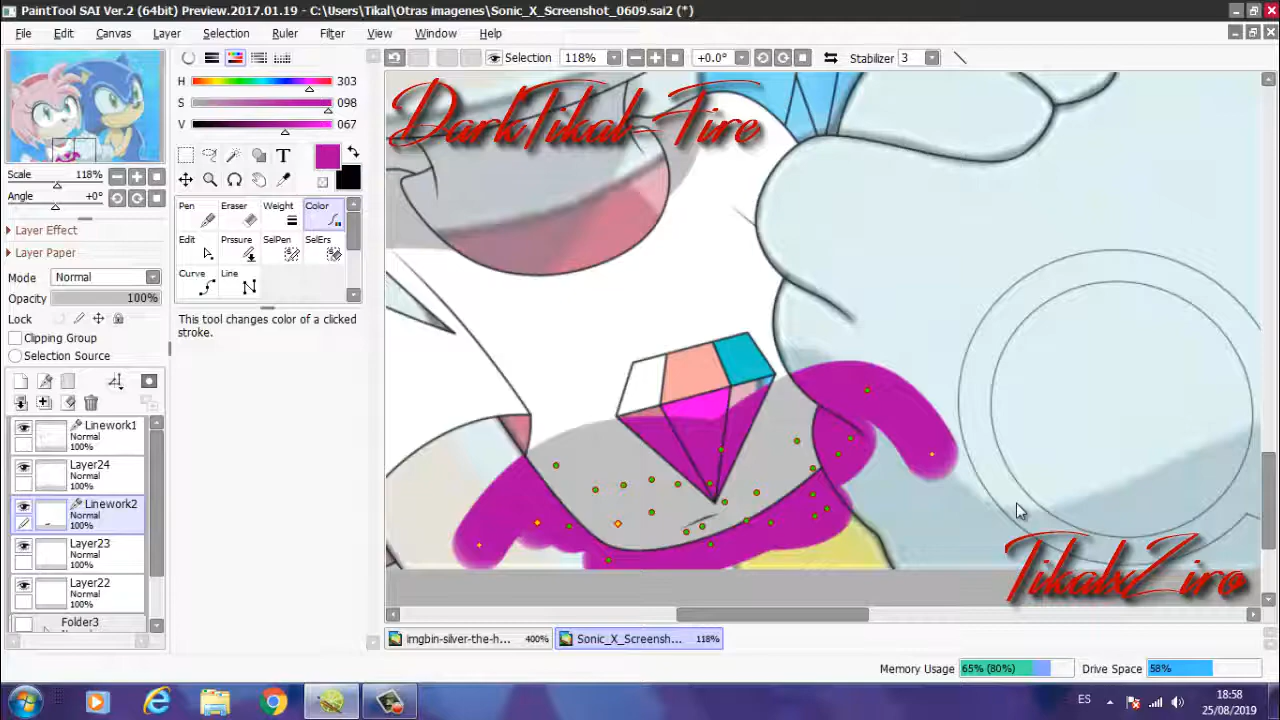 PaintTool SAI Ver.2 (64bit) Preview.2017.01.19 - C:\Users\Tikal\Otras imagenes\Sonic_X_Screenshot_0609.sai2 (*)
File Edit Canvas Layer Selection Ruler Filter View Window Help
Selection 118% +0.0° Stabilizer 3
H 303
S 098
V 067
DarkTikal-Fire
Scale 118%
Angle +0°
Layer Effect
Layer Paper
Mode Normal
Opacity 100%
Lock
Clipping Group
Selection Source
T
Pen Eraser Weight Color
Edit Prssure SelPen SelErs
Curve Line
This tool changes color of a clicked
stroke.
Linework1
Normal
100%
Layer24
Normal
100%
Linework2
Normal
100%
Layer23
Normal
100%
Layer22
Normal
100%
Folder3
TikalxZiro
imgbin-silver-the-h... 400% Sonic_X_Screensh... 118%
Memory Usage 65% (80%) Drive Space 58%
ES
18:58
25/08/2019